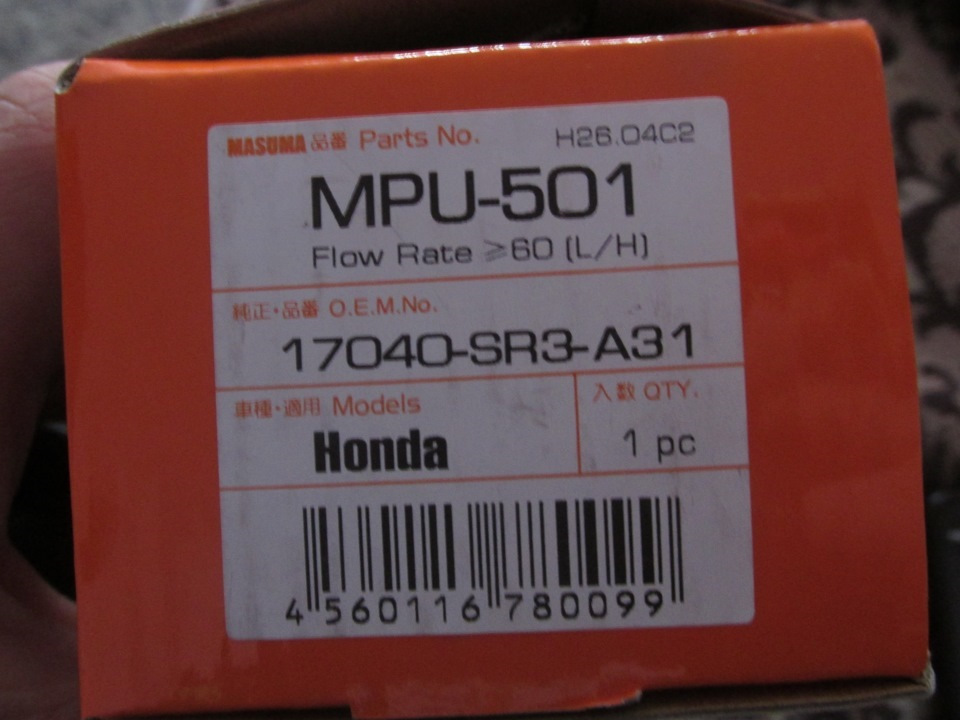 MASUMA 品番 Parts No. H26.04C2
MPU-501
Flow Rate ≥60 (L/H)
純正・品番 O.E.M.No.
17040-SR3-A31
車種・適用 Models
Honda
入数 QTY.
1 pc
4 560116 780099